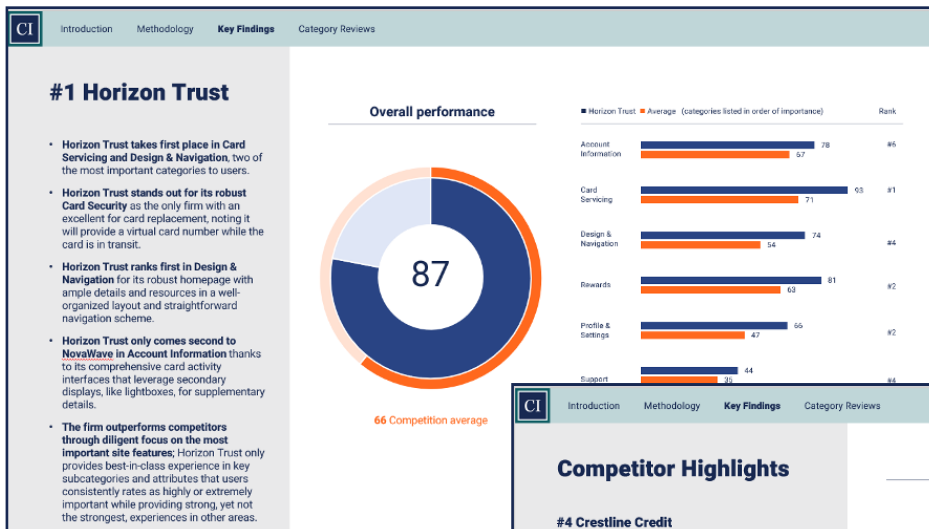 CI
Introduction Methodology Key Findings Category Reviews
#1 Horizon Trust
• Horizon Trust takes first place in Card
Servicing and Design & Navigation, two of
the most important categories to users.
• Horizon Trust stands out for its robust
Card Security as the only firm with an
excellent for card replacement, noting it
will provide a virtual card number while the
card is in transit.
• Horizon Trust ranks first in Design &
Navigation for its robust homepage with
ample details and resources in a well-
organized layout and straightforward
navigation scheme.
• Horizon Trust only comes second to
NovaWave in Account Information thanks
to its comprehensive card activity
interfaces that leverage secondary
displays, like lightboxes, for supplementary
details.
• The firm outperforms competitors
through diligent focus on the most
important site features; Horizon Trust only
provides best-in-class experience in key
subcategories and attributes that users
consistently rates as highly or extremely
important while providing strong, yet not
the strongest, experiences in other areas.
Overall performance
87
66 Competition average
Horizon Trust Average (categories listed in order of importance) Rank
Account
Information
78
67
#6
Card
Servicing
93
71
#1
Design &
Navigation
74
54
#4
Rewards
81
63
#2
Profile &
Settings
66
47
#2
Support
44
35
#4
CI
Introduction Methodology Key Findings Category Reviews
Competitor Highlights
#4 Crestline Credit